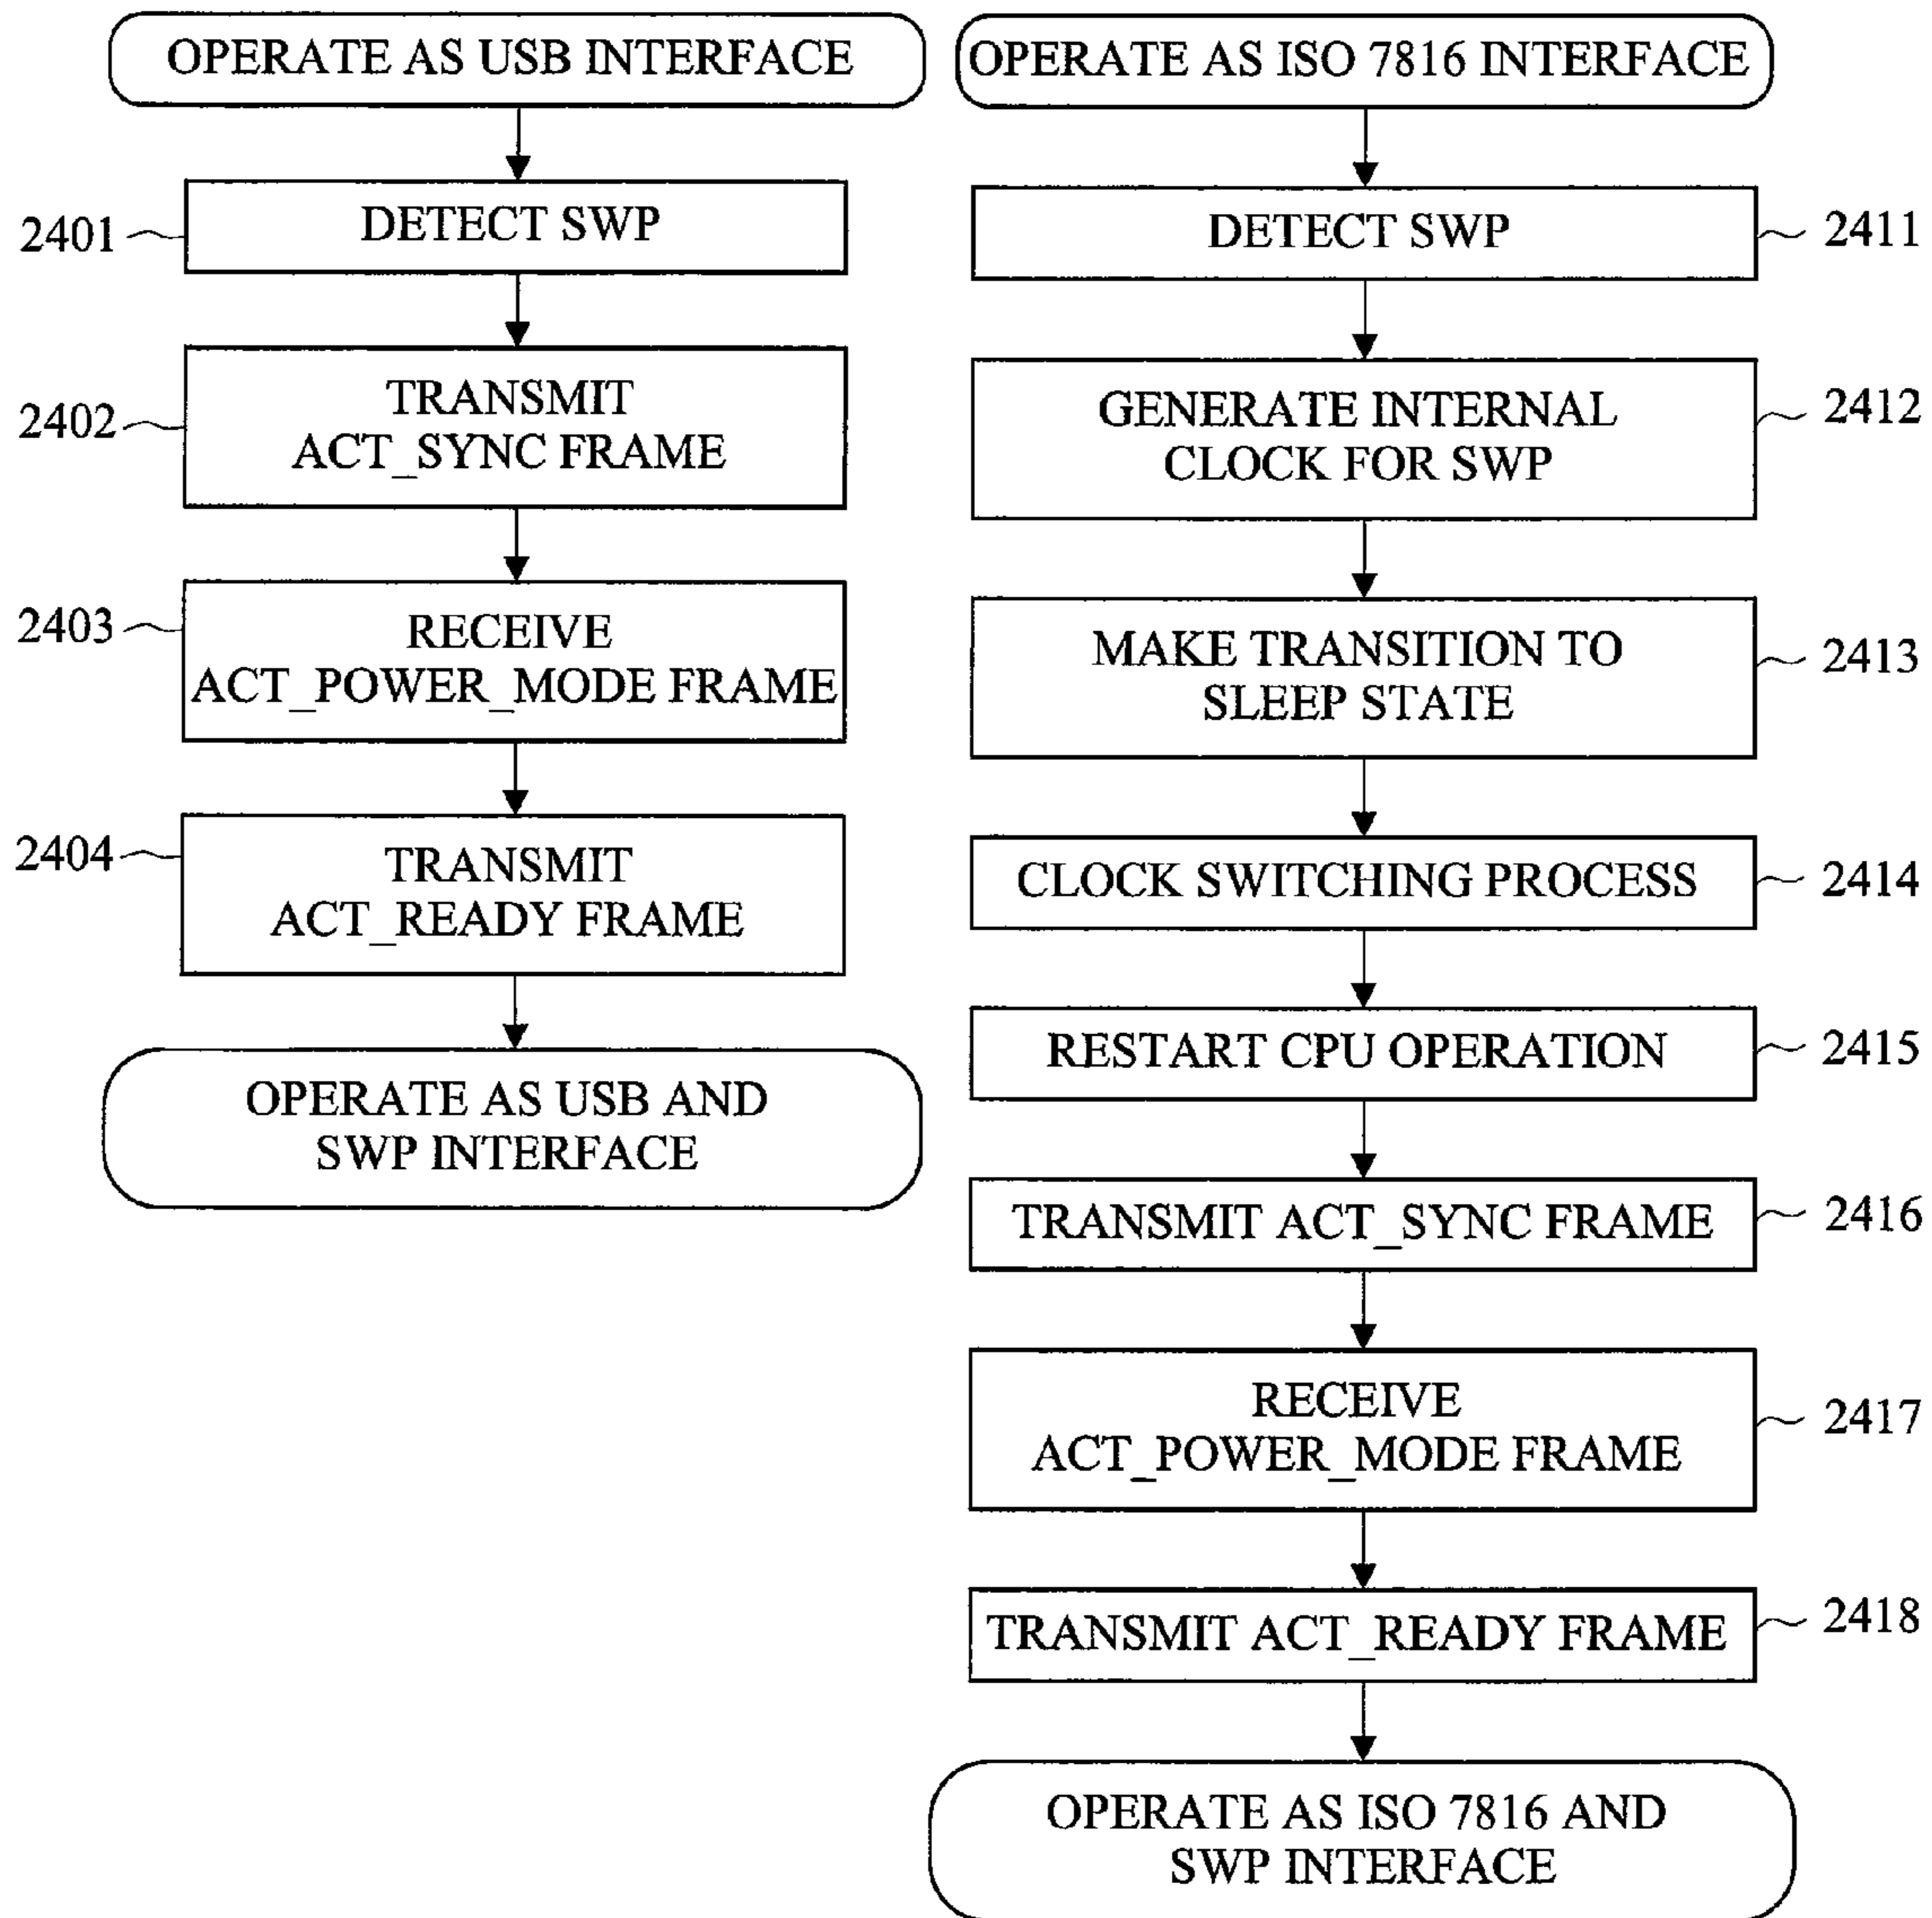 OPERATE AS USB INTERFACE
2401
DETECT SWP
2402
TRANSMIT
ACT_SYNC FRAME
2403
RECEIVE
ACT_POWER_MODE FRAME
2404
TRANSMIT
ACT_READY FRAME
OPERATE AS USB AND
SWP INTERFACE
OPERATE AS ISO 7816 INTERFACE
DETECT SWP
2411
GENERATE INTERNAL
CLOCK FOR SWP
2412
MAKE TRANSITION TO
SLEEP STATE
2413
CLOCK SWITCHING PROCESS
2414
RESTART CPU OPERATION
2415
TRANSMIT ACT_SYNC FRAME
2416
RECEIVE
ACT_POWER_MODE FRAME
2417
TRANSMIT ACT_READY FRAME
2418
OPERATE AS ISO 7816 AND
SWP INTERFACE